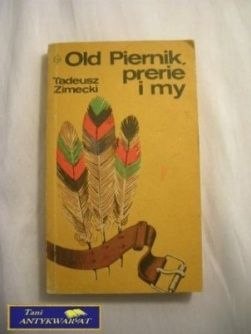 Old Piernik,
prerie
i my
Tadeusz
Zimecki
Tani
ANTYKWARIAT